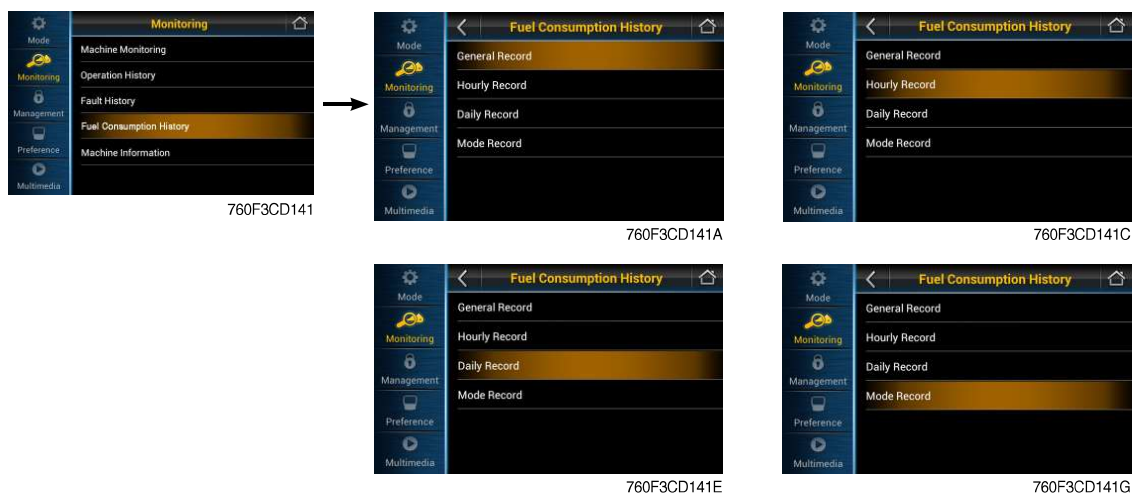 Monitoring
Mode
Monitoring
Management
Preference
Multimedia
Machine Monitoring
Operation History
Fault History
Fuel Consumption History
Machine Information
760F3CD141
Fuel Consumption History
Mode
Monitoring
Management
Preference
Multimedia
General Record
Hourly Record
Daily Record
Mode Record
760F3CD141A
Fuel Consumption History
Mode
Monitoring
Management
Preference
Multimedia
General Record
Hourly Record
Daily Record
Mode Record
760F3CD141C
Fuel Consumption History
Mode
Monitoring
Management
Preference
Multimedia
General Record
Hourly Record
Daily Record
Mode Record
760F3CD141E
Fuel Consumption History
Mode
Monitoring
Management
Preference
Multimedia
General Record
Hourly Record
Daily Record
Mode Record
760F3CD141G